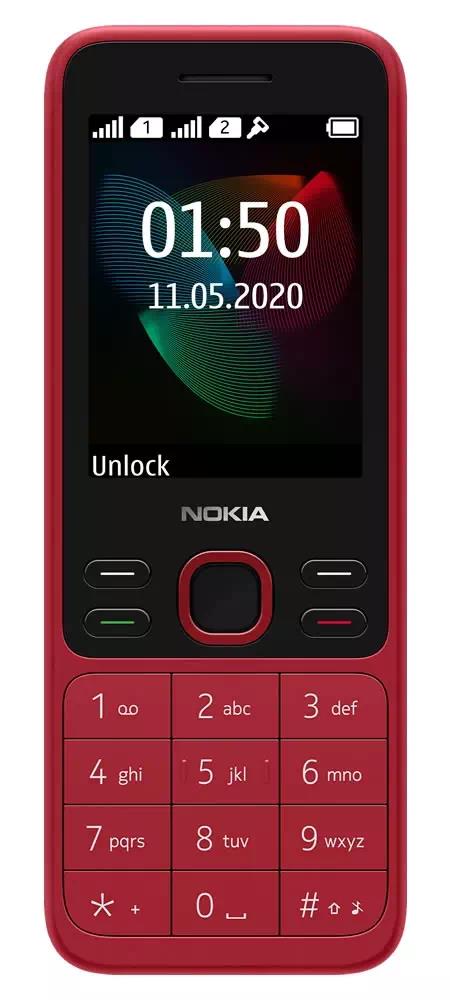 1 2
01:50
11.05.2020
Unlock
NOKIA
1 2 abc 3 def
4 ghi 5 jkl 6 mno
7 pqrs 8 tuv 9 wxyz
* + 0 #